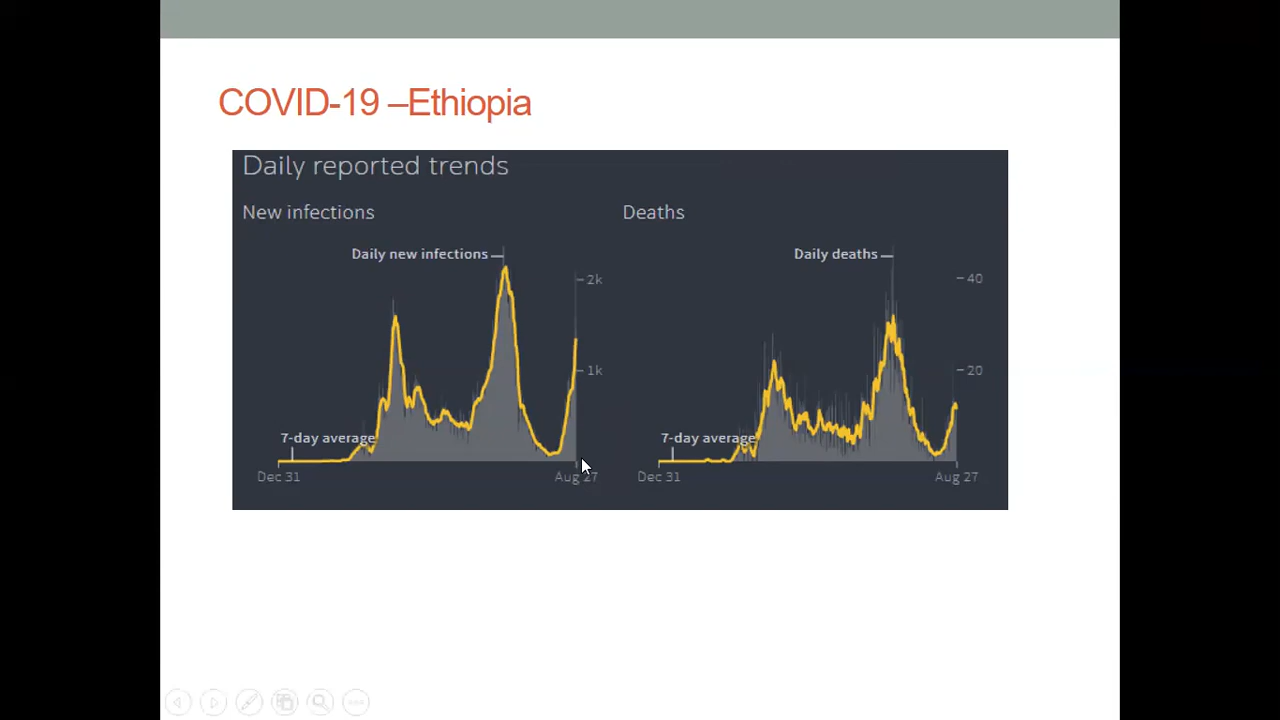 COVID-19 –Ethiopia
Daily reported trends
New infections
Daily new infections
2k
1k
7-day average
Dec 31
Aug 27
Deaths
Daily deaths
40
20
7-day average
Dec 31
Aug 27